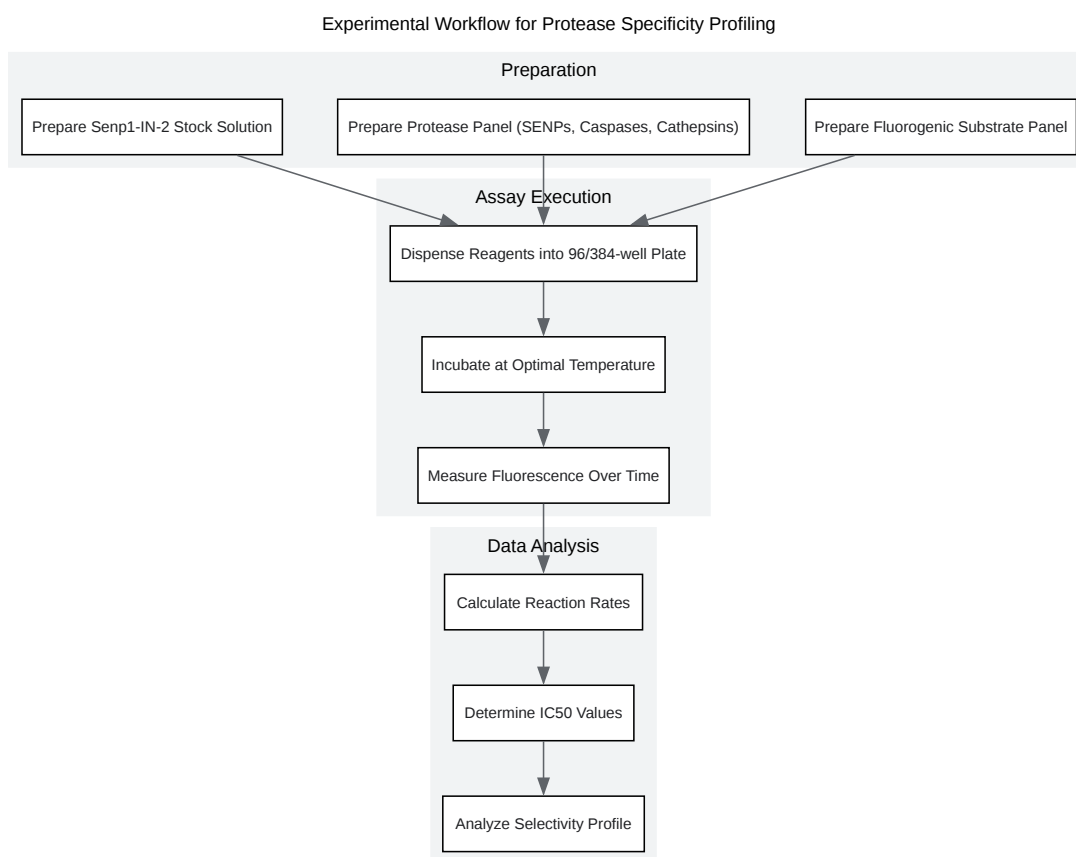 Experimental Workflow for Protease Specificity Profiling
Preparation
Prepare Senp1-IN-2 Stock Solution
Prepare Protease Panel (SENPs, Caspases, Cathepsins)
Prepare Fluorogenic Substrate Panel
Assay Execution
Dispense Reagents into 96/384-well Plate
Incubate at Optimal Temperature
Measure Fluorescence Over Time
Data Analysis
Calculate Reaction Rates
Determine IC50 Values
Analyze Selectivity Profile